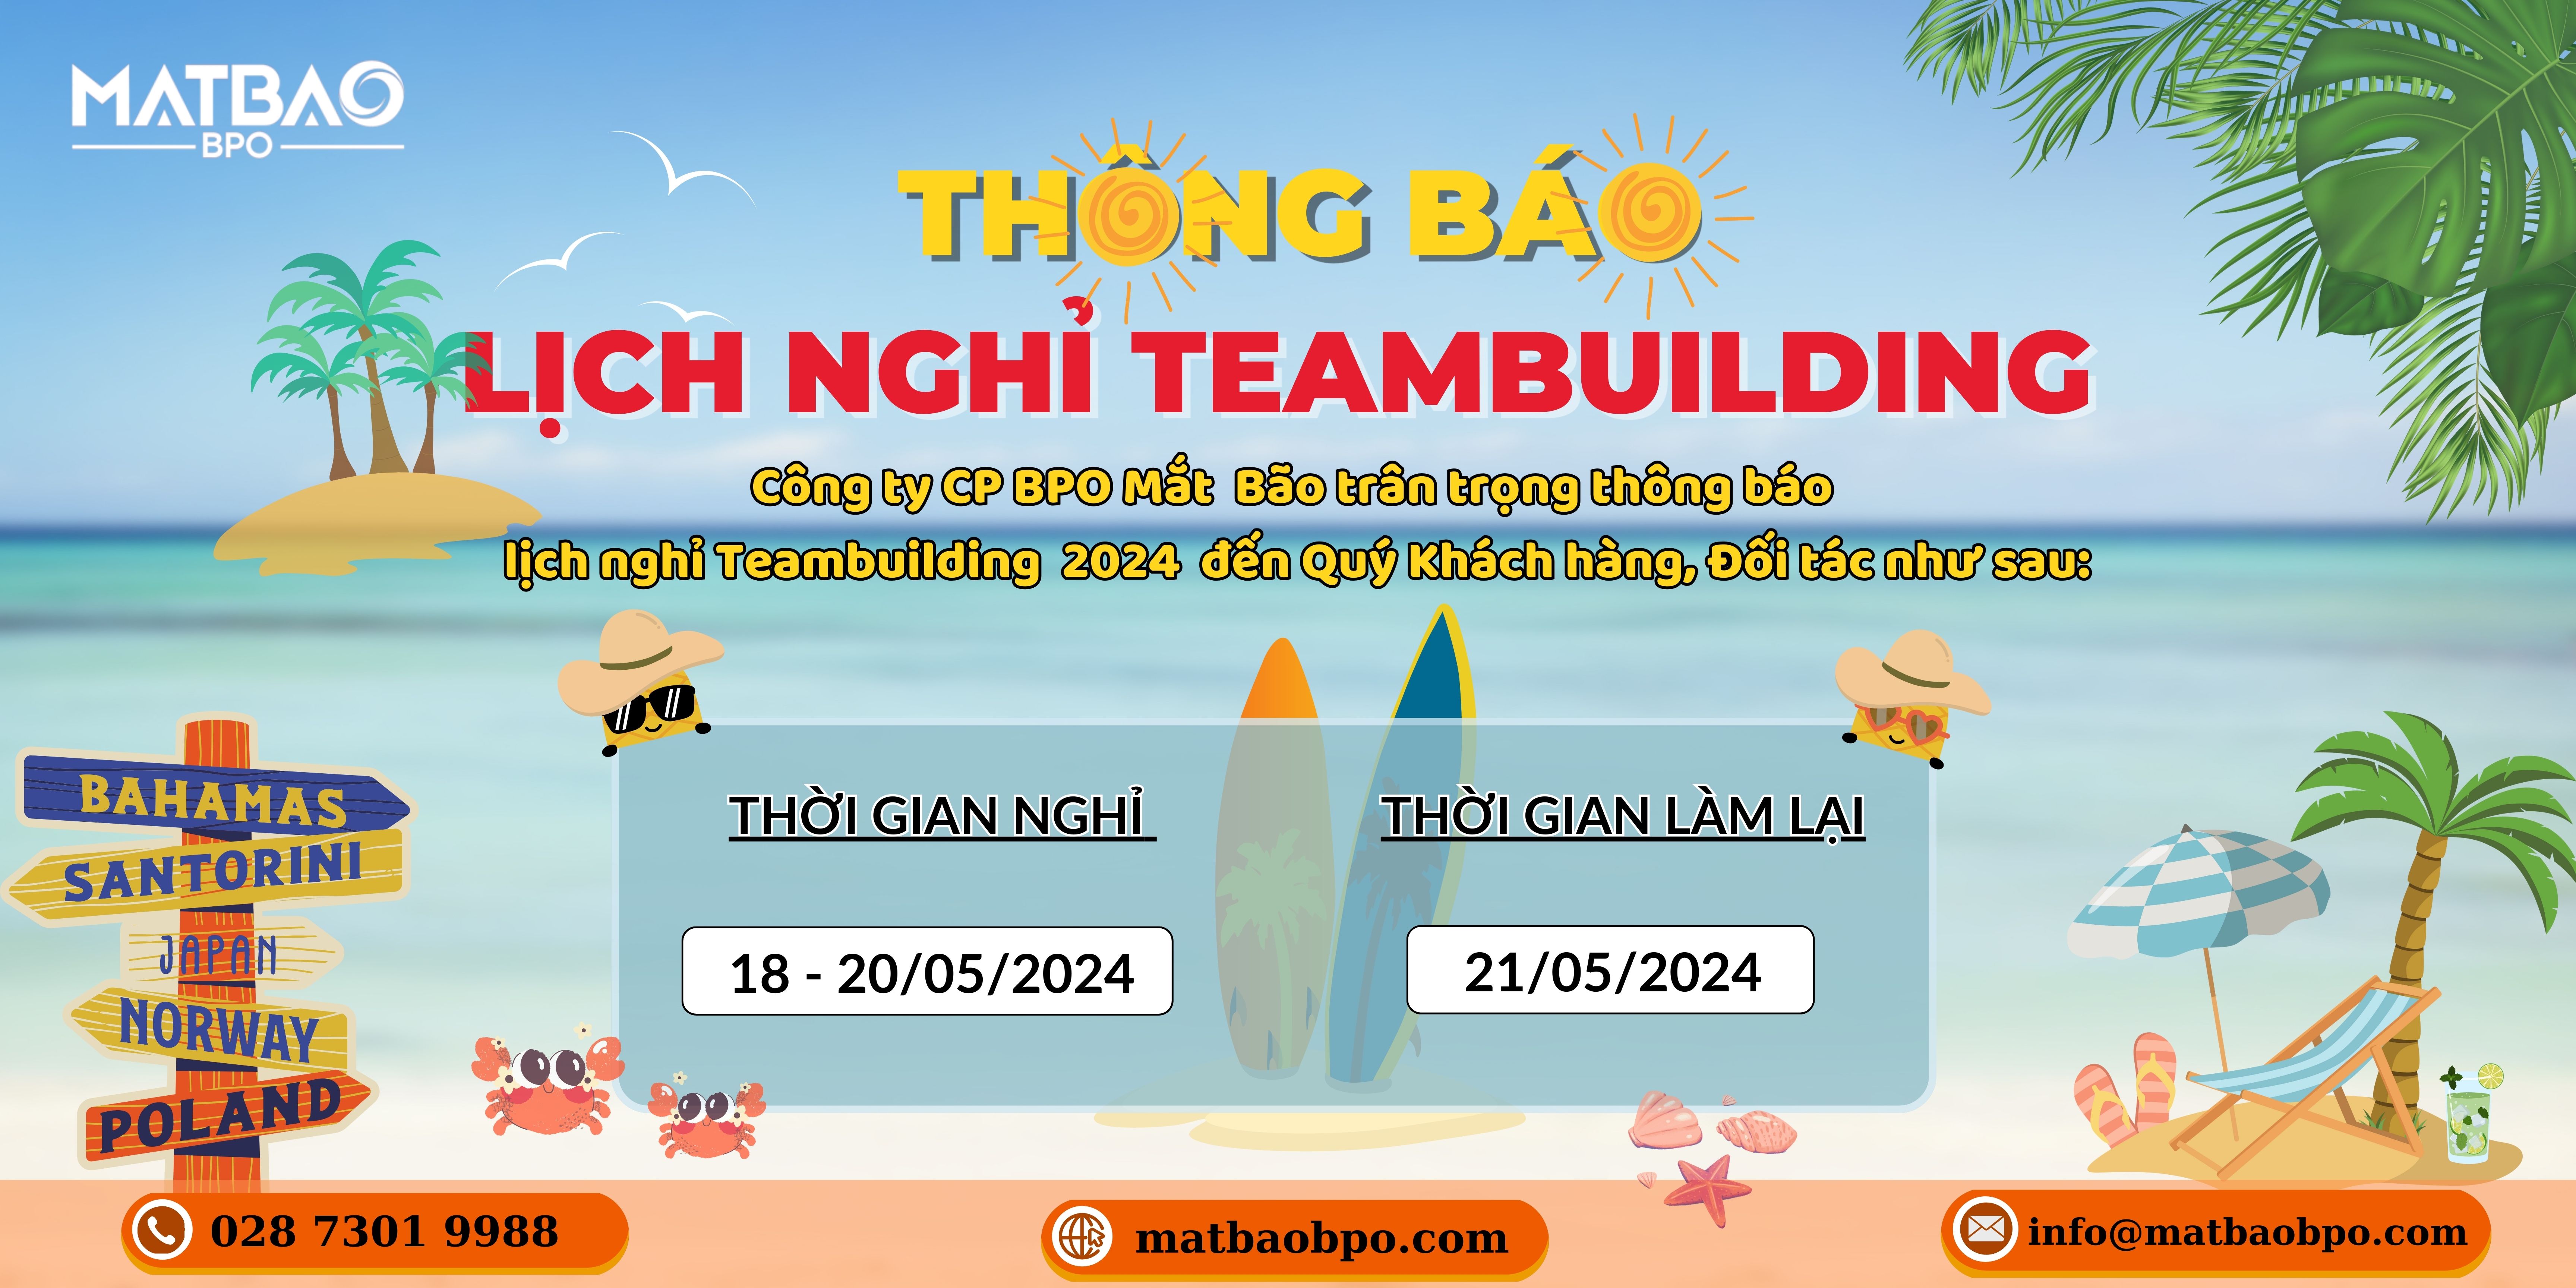 MATBAO
BPO
THÔNG BÁO
LỊCH NGHỈ TEAMBUILDING
Công ty CP BPO Mắt Bão trân trọng thông báo
lịch nghỉ Teambuilding 2024 đến Quý Khách hàng, Đối tác như sau:
THỜI GIAN NGHỈ
18 - 20/05/2024
THỜI GIAN LÀM LẠI
21/05/2024
BAHAMAS
SANTORINI
JAPAN
NORWAY
POLAND
028 7301 9988
matbaobpo.com
info@matbaobpo.com